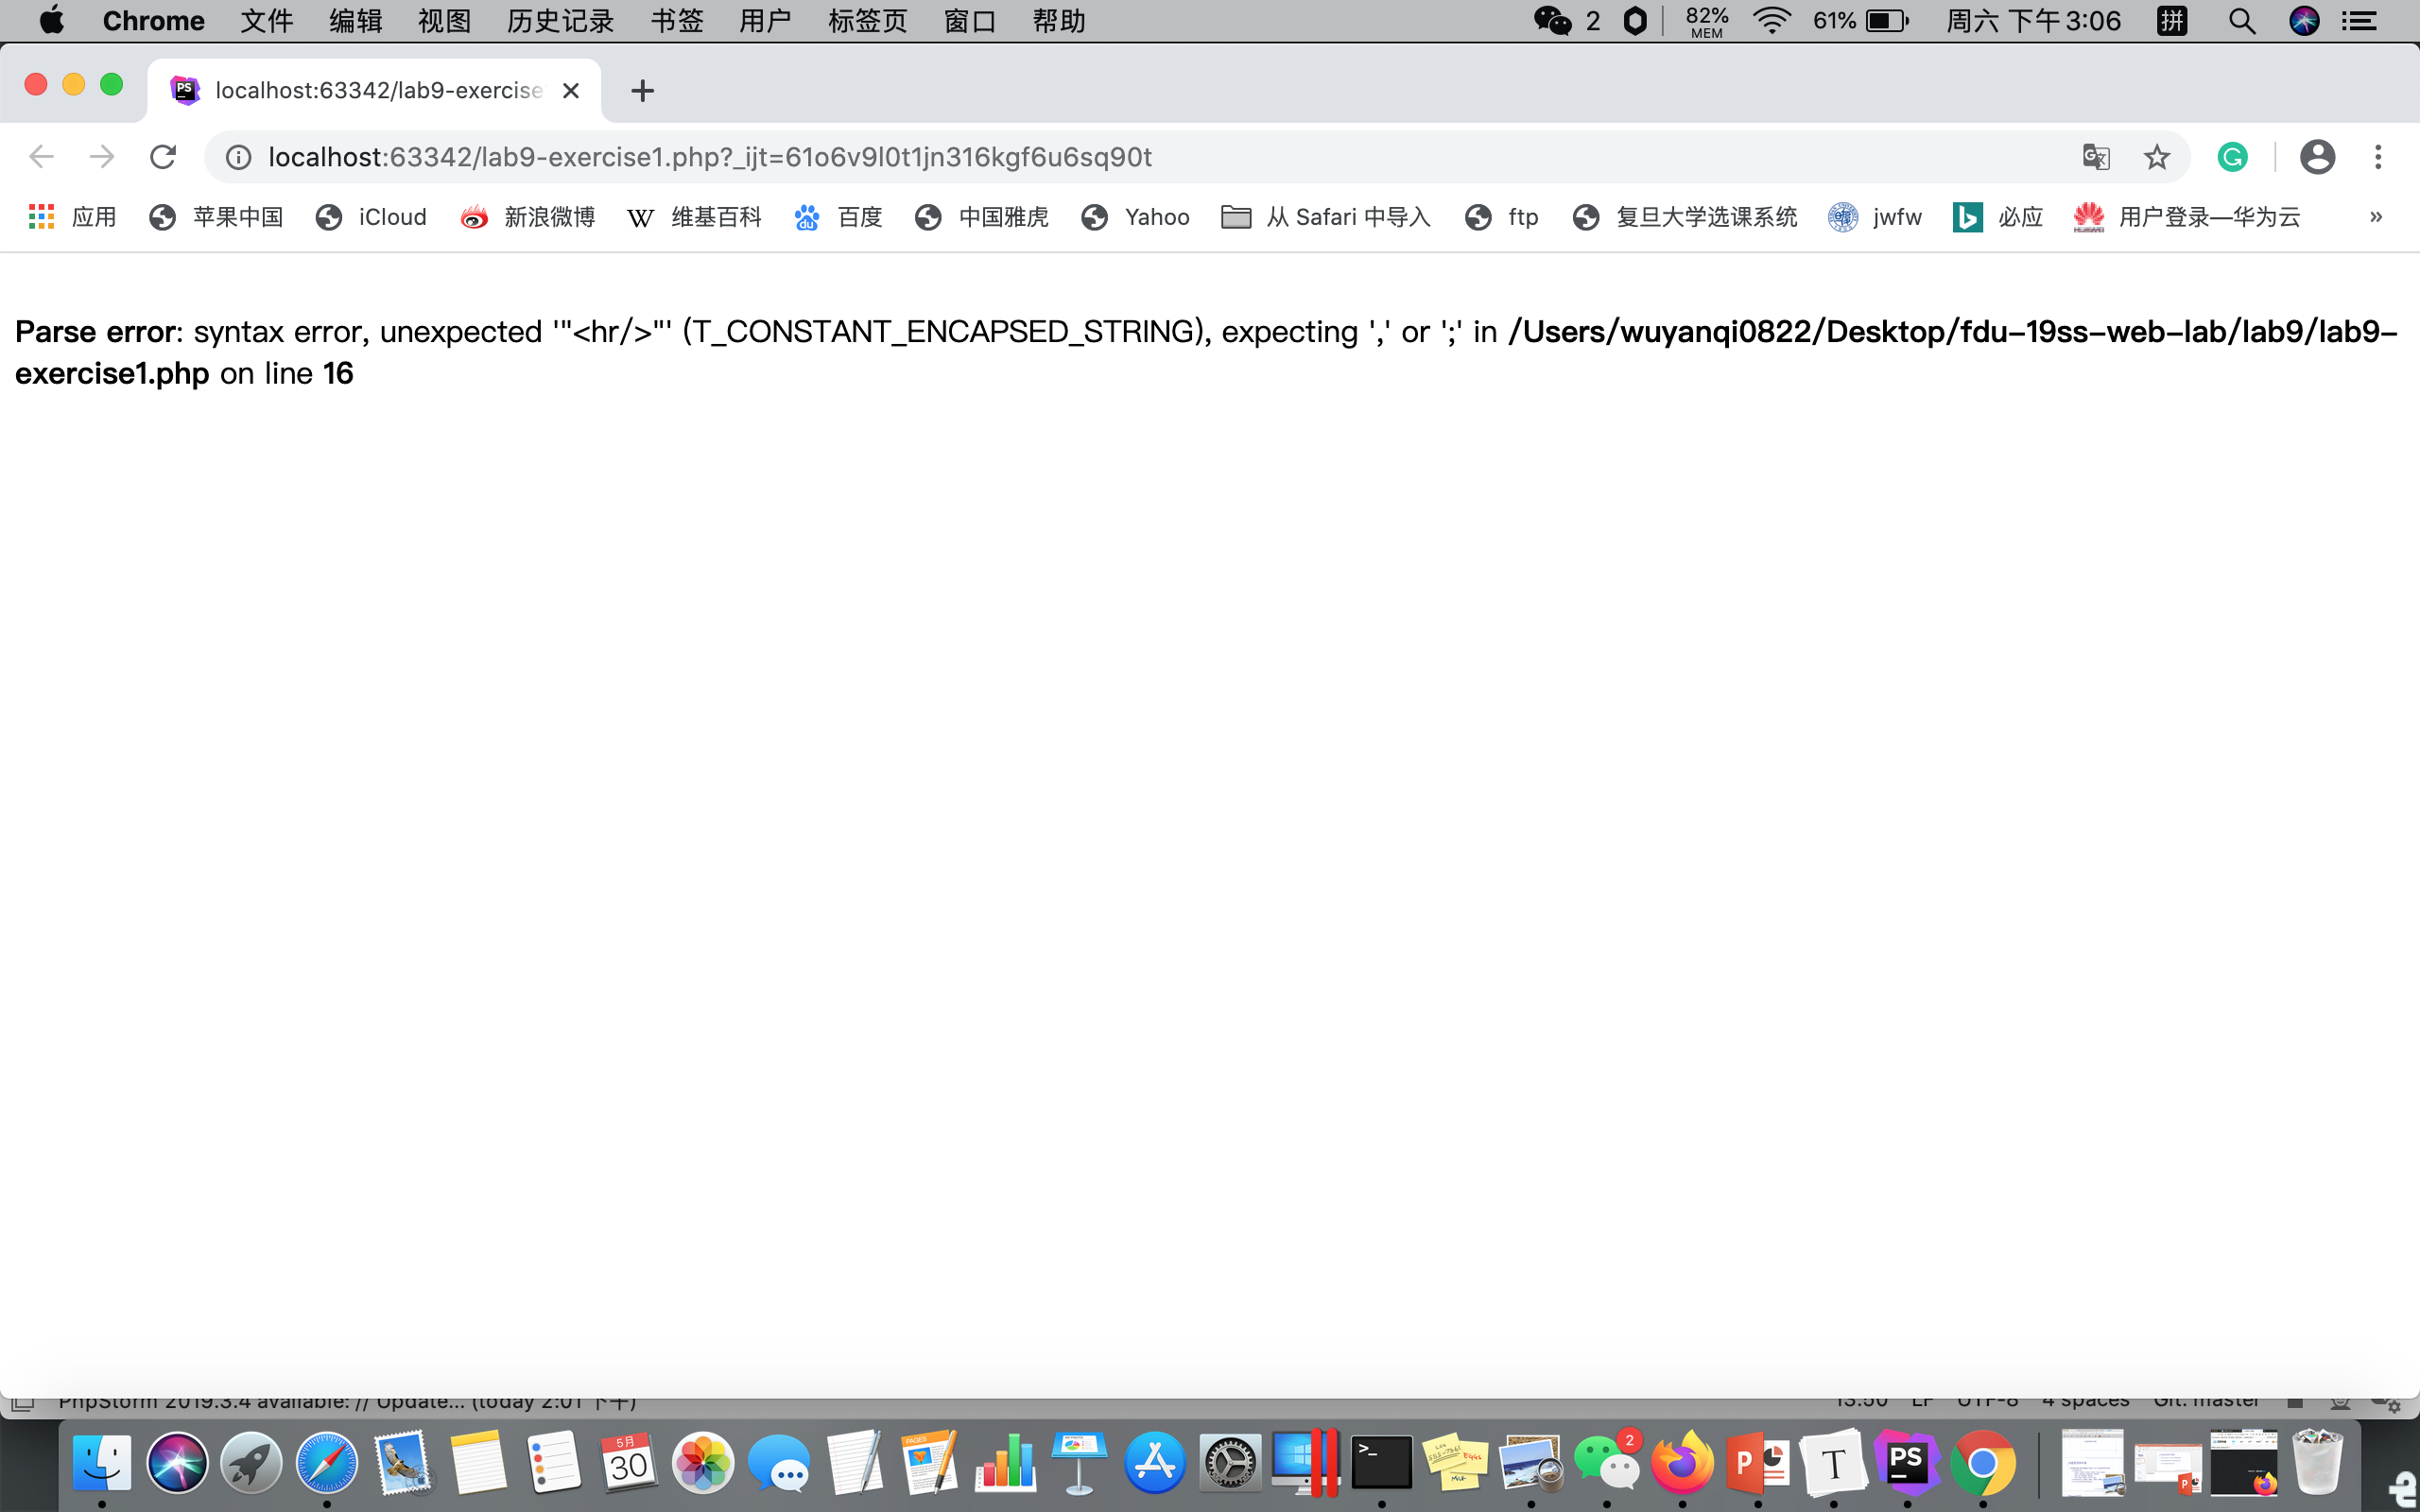 Chrome 文件 编辑 视图 历史记录 书签 用户 标签页 窗口 帮助 2 82% MEM 61% 周六 下午3:06 拼
PS localhost:63342/lab9-exercise
localhost:63342/lab9-exercise1.php?_ijt=61o6v9l0t1jn316kgf6u6sq90t
应用 苹果中国 iCloud 新浪微博 W 维基百科 百度 中国雅虎 Yahoo 从 Safari 中导入 ftp 复旦大学选课系统 jwfw 必应 用户登录—华为云 »
Parse error: syntax error, unexpected '"<hr/>"' (T_CONSTANT_ENCAPSED_STRING), expecting ',' or ';' in /Users/wuyanqi0822/Desktop/fdu-19ss-web-lab/lab9/lab9-
exercise1.php on line 16
PhpStorm 2019.3.4 available: // Update... (today 2:01 下午) 13:50 LF UTF-8 4 spaces Git: master
5月 30 PAGES 2 P T PS